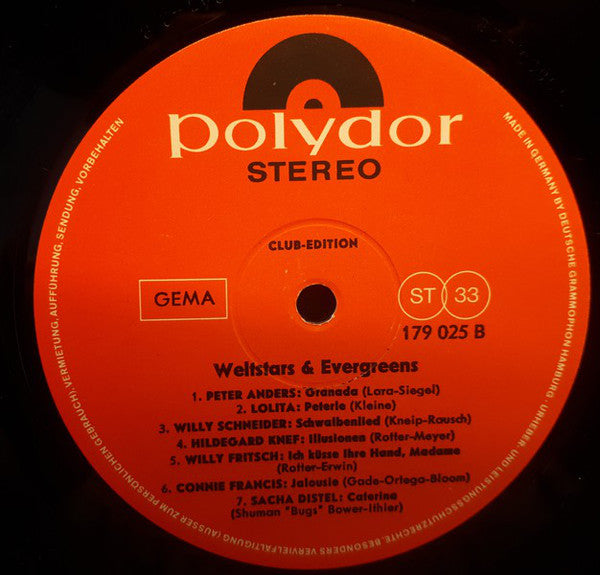 polydor
STEREO
CLUB-EDITION
GEMA
ST 33
179 025 B
Weltstars & Evergreens
1. PETER ANDERS: Granada (Lara-Siegel)
2. LOLITA: Peterle (Kleine)
3. WILLY SCHNEIDER: Schwalbenlied (Kneip-Rausch)
4. HILDEGARD KNEF: Illusionen (Rotter-Meyer)
5. WILLY FRITSCH: Ich küsse Ihre Hand, Madame
(Rotter-Erwin)
6. CONNIE FRANCIS: Jalousie (Gade-Ortega-Bloom)
7. SACHA DISTEL: Caterine
(Shuman "Bugs" Bower-Ithier)
MADE IN GERMANY BY DEUTSCHE GRAMMOPHON HAMBURG. URHEBER- UND LEISTUNGSSCHUTZRECHTE, BESONDERS VERVIELFÄLTIGUNG (AUSSER ZUM PERSÖNLICHEN GEBRAUCH), VERMIETUNG, AUFFÜHRUNG, SENDUNG, VORBEHALTEN